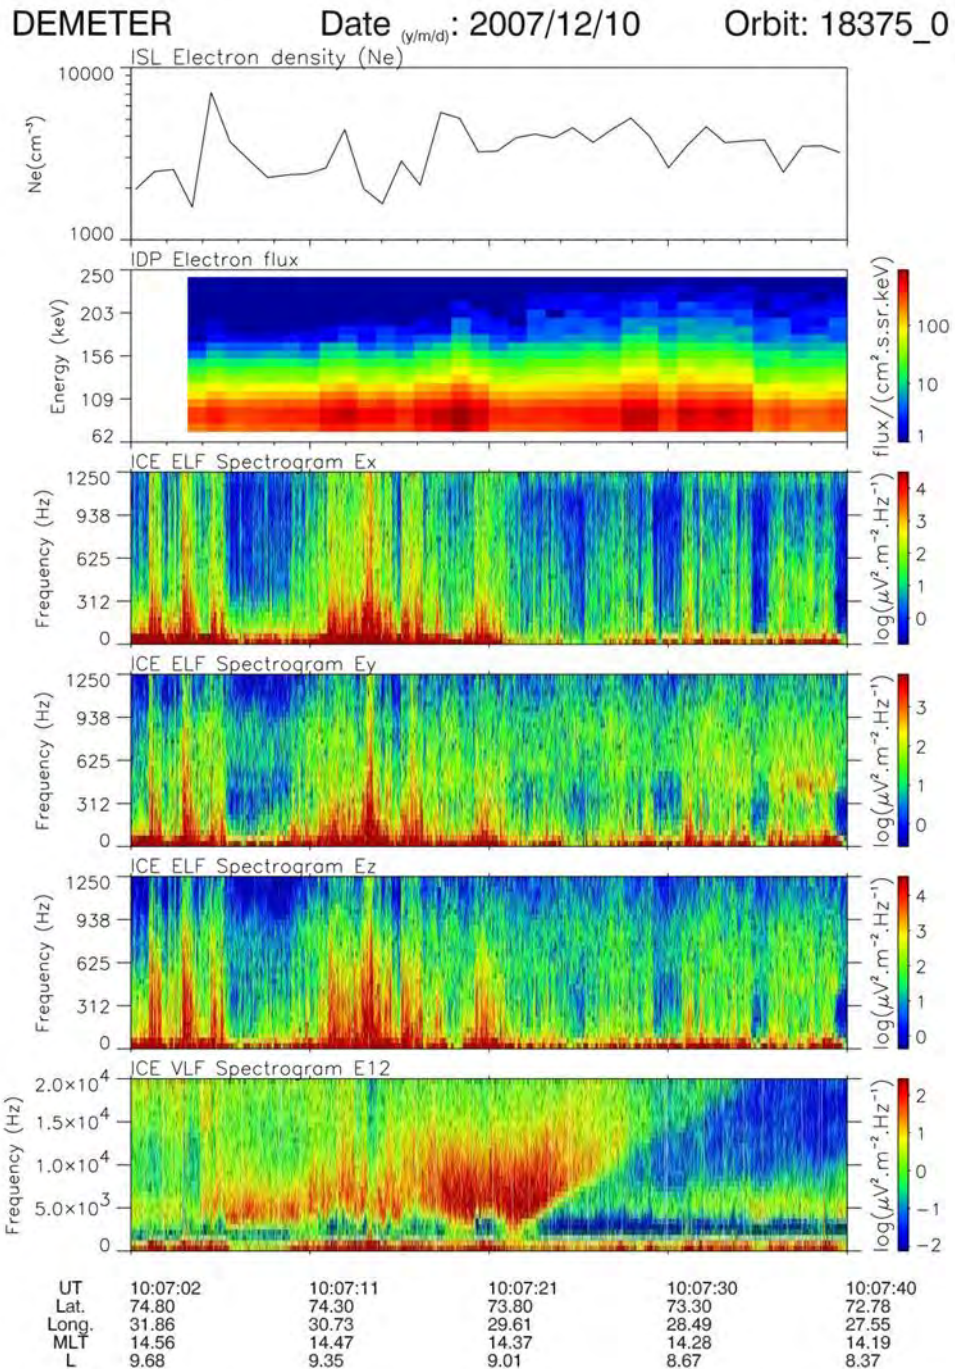 DEMETER Date (y/m/d): 2007/12/10 Orbit: 18375_0
ISL Electron density (Ne)
10000
Ne(cm⁻³)
1000
IDP Electron flux
250
203
156
109
62
Energy (keV)
100
10
1
flux/(cm².s.sr.keV)
ICE ELF Spectrogram Ex
1250
938
625
312
0
Frequency (Hz)
4
3
2
1
0
log(μV².m⁻².Hz⁻¹)
ICE ELF Spectrogram Ey
1250
938
625
312
0
Frequency (Hz)
3
2
1
0
log(μV².m⁻².Hz⁻¹)
ICE ELF Spectrogram Ez
1250
938
625
312
0
Frequency (Hz)
4
3
2
1
0
log(μV².m⁻².Hz⁻¹)
ICE VLF Spectrogram E12
2.0×10⁴
1.5×10⁴
1.0×10⁴
5.0×10³
0
Frequency (Hz)
2
1
0
−1
−2
log(μV².m⁻².Hz⁻¹)
UT 10:07:02 10:07:11 10:07:21 10:07:30 10:07:40
Lat. 74.80 74.30 73.80 73.30 72.78
Long. 31.86 30.73 29.61 28.49 27.55
MLT 14.56 14.47 14.37 14.28 14.19
L 9.68 9.35 9.01 8.67 8.37